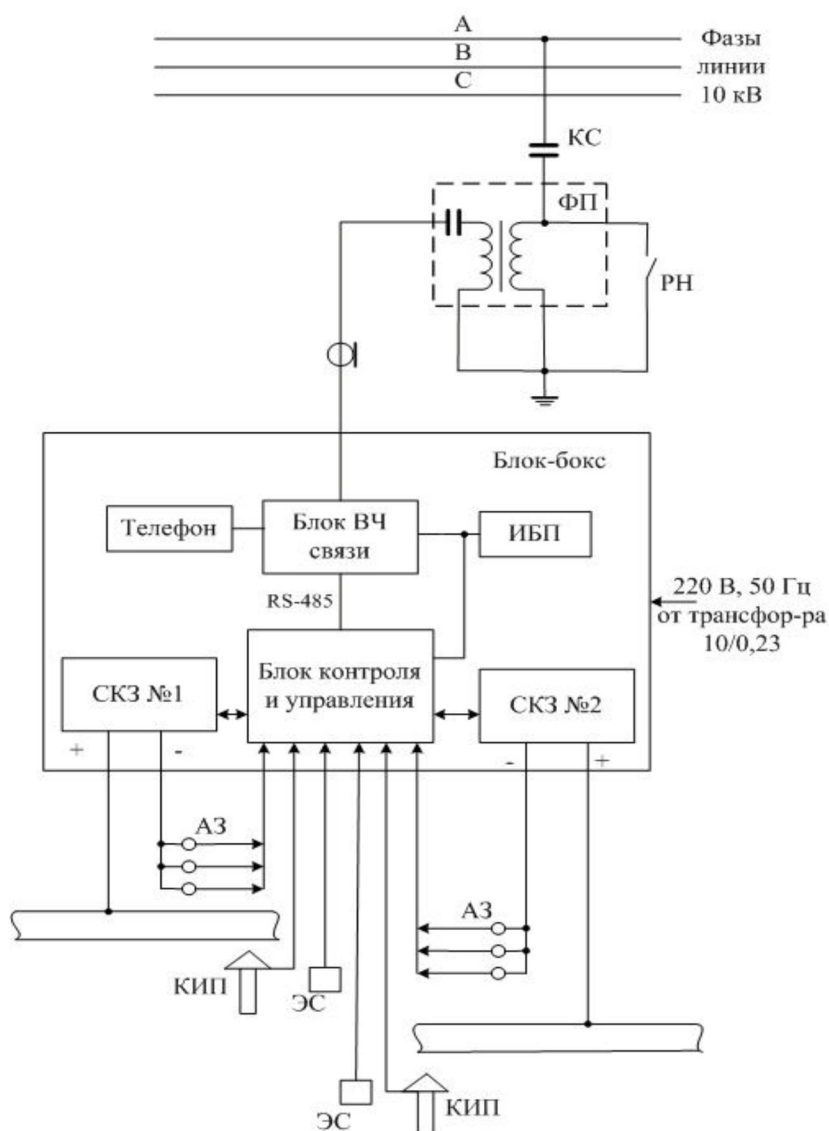 А
Фазы
В
линии
С
10 кВ
КС
ФП
РН
Блок-бокс
Телефон
Блок ВЧ
связи
ИБП
RS-485
220 В, 50 Гц
от трансфор-ра
10/0,23
Блок контроля
и управления
СКЗ №1
СКЗ №2
+
-
-
+
АЗ
АЗ
КИП
ЭС
ЭС
КИП